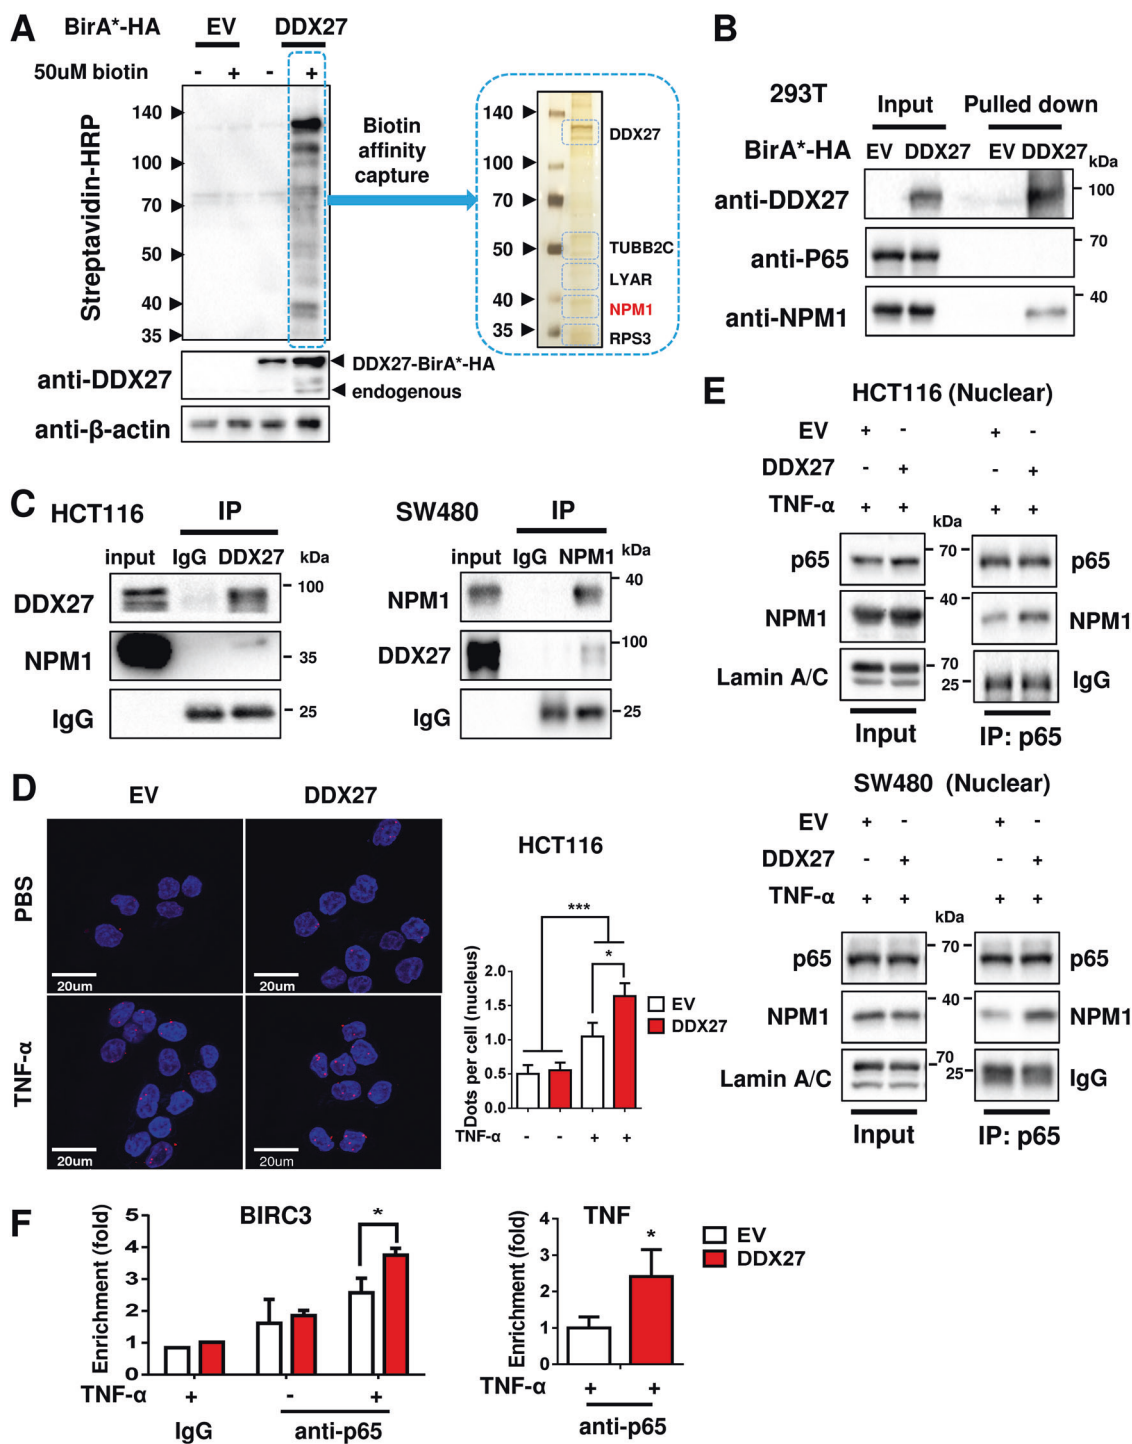 A
BirA*-HA EV DDX27
50uM biotin - + - +
Streptavidin-HRP
140
100
70
50
40
35
Biotin
affinity
capture
140
100
70
50
40
35
DDX27
TUBB2C
LYAR
NPM1
RPS3
anti-DDX27
DDX27-BirA*-HA
endogenous
anti-β-actin
B
293T
Input Pulled down
BirA*-HA EV DDX27 EV DDX27 kDa
anti-DDX27 100
anti-P65 70
anti-NPM1 40
C
HCT116 IP
input IgG DDX27 kDa
DDX27 100
NPM1 35
IgG 25
SW480 IP
input IgG NPM1 kDa
NPM1 40
DDX27 100
IgG 25
D
EV DDX27
PBS
20um 20um
TNF-α
20um 20um
HCT116
***
*
Dots per cell (nucleus)
2.0
1.5
1.0
0.5
0.0
EV
DDX27
TNF-α - - + +
E
HCT116 (Nuclear)
EV + - + -
DDX27 - + - +
TNF-α + + + +
kDa
p65 70 p65
NPM1 40 NPM1
Lamin A/C 70 25 IgG
Input IP: p65
SW480 (Nuclear)
EV + - + -
DDX27 - + - +
TNF-α + + + +
kDa
p65 70 p65
NPM1 40 NPM1
Lamin A/C 70 25 IgG
Input IP: p65
F
BIRC3
*
Enrichment (fold)
5
4
3
2
1
0
TNF-α + - +
IgG anti-p65
TNF
*
Enrichment (fold)
4
3
2
1
0
EV
DDX27
TNF-α + +
anti-p65